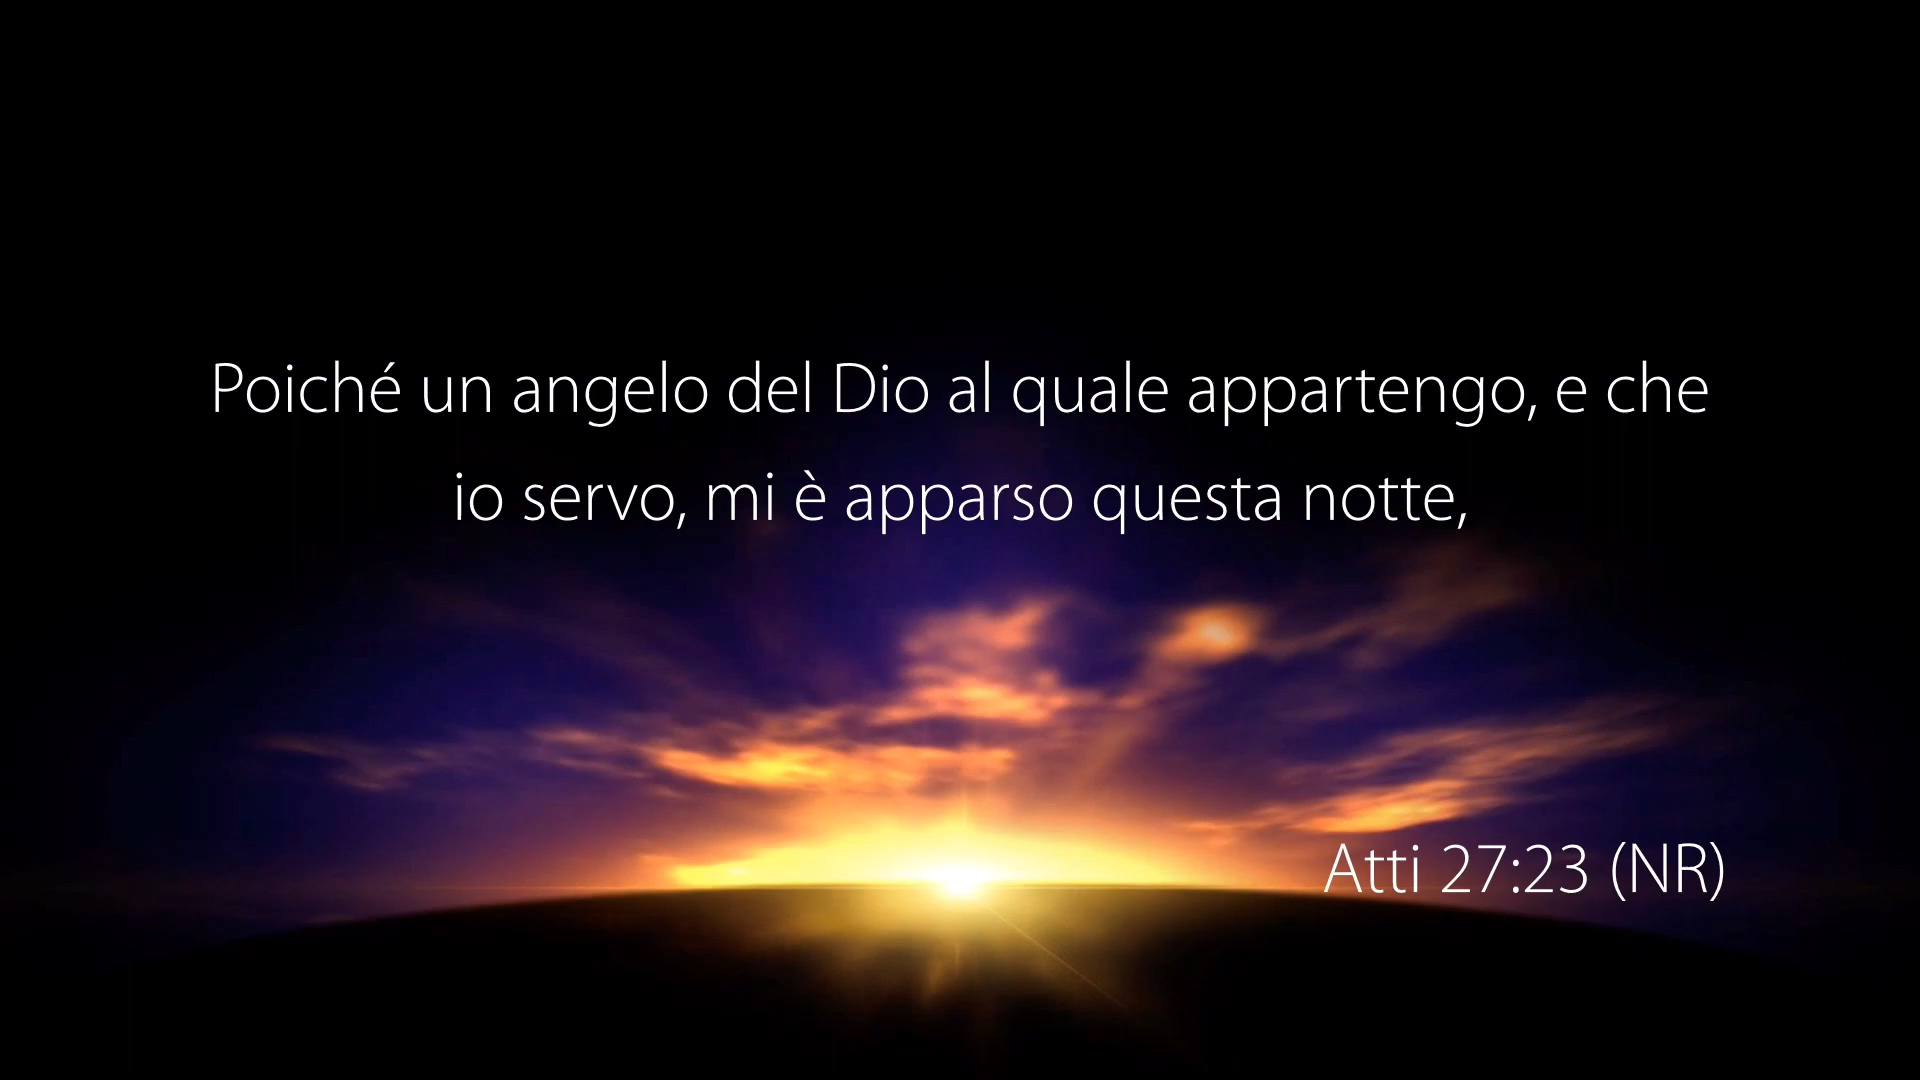 Poiché un angelo del Dio al quale appartengo, e che
io servo, mi è apparso questa notte,
Atti 27:23 (NR)